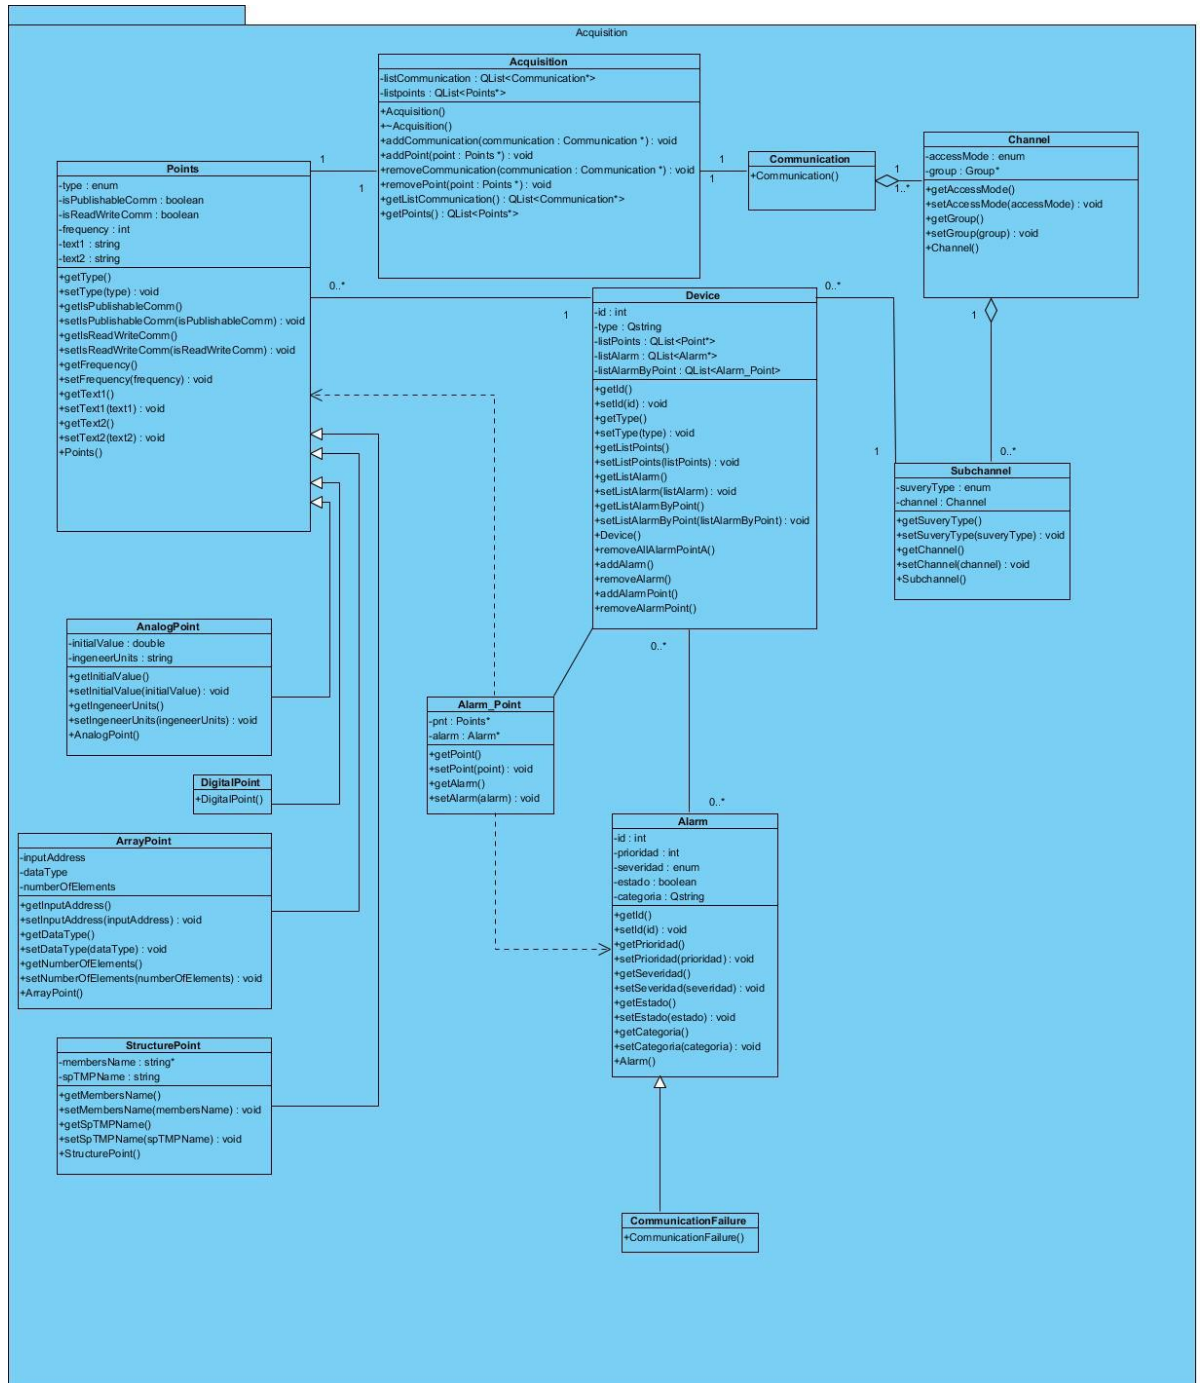 Acquisition
Acquisition
-listCommunication : QList<Communication*>
-listpoints : QList<Points*>
+Acquisition()
+~Acquisition()
+addCommunication(communication : Communication *) : void
+addPoint(point : Points *) : void
+removeCommunication(communication : Communication *) : void
+removePoint(point : Points *) : void
+getListCommunication() : QList<Communication*>
+getPoints() : QList<Points*>
1
1
1
1
Communication
+Communication()
1
1..*
Channel
-accessMode : enum
-group : Group*
+getAccessMode()
+setAccessMode(accessMode) : void
+getGroup()
+setGroup(group) : void
+Channel()
Points
-type : enum
-isPublishableComm : boolean
-isReadWriteComm : boolean
-frequency : int
-text1 : string
-text2 : string
+getType()
+setType(type) : void
+getIsPublishableComm()
+setIsPublishableComm(isPublishableComm) : void
+getIsReadWriteComm()
+setIsReadWriteComm(isReadWriteComm) : void
+getFrequency()
+setFrequency(frequency) : void
+getText1()
+setText1(text1) : void
+getText2()
+setText2(text2) : void
+Points()
0..*
1
Device
-id : int
-type : Qstring
-listPoints : QList<Point*>
-listAlarm : QList<Alarm*>
-listAlarmByPoint : QList<Alarm_Point>
+getId()
+setId(id) : void
+getType()
+setType(type) : void
+getListPoints()
+setListPoints(listPoints) : void
+getListAlarm()
+setListAlarm(listAlarm) : void
+getListAlarmByPoint()
+setListAlarmByPoint(listAlarmByPoint) : void
+Device()
+removeAllAlarmPointA()
+addAlarm()
+removeAlarm()
+addAlarmPoint()
+removeAlarmPoint()
0..*
1
1
0..*
Subchannel
-suveryType : enum
-channel : Channel
+getSuveryType()
+setSuveryType(suveryType) : void
+getChannel()
+setChannel(channel) : void
+Subchannel()
AnalogPoint
-initialValue : double
-ingeneerUnits : string
+getInitialValue()
+setInitialValue(initialValue) : void
+getIngeneerUnits()
+setIngeneerUnits(ingeneerUnits) : void
+AnalogPoint()
0..*
Alarm_Point
-pnt : Points*
-alarm : Alarm*
+getPoint()
+setPoint(point) : void
+getAlarm()
+setAlarm(alarm) : void
DigitalPoint
+DigitalPoint()
0..*
Alarm
-id : int
-prioridad : int
-severidad : enum
-estado : boolean
-categoria : Qstring
+getId()
+setId(id) : void
+getPrioridad()
+setPrioridad(prioridad) : void
+getSeveridad()
+setSeveridad(severidad) : void
+getEstado()
+setEstado(estado) : void
+getCategoria()
+setCategoria(categoria) : void
+Alarm()
ArrayPoint
-inputAddress
-dataType
-numberOfElements
+getInputAddress()
+setInputAddress(inputAddress) : void
+getDataType()
+setDataType(dataType) : void
+getNumberOfElements()
+setNumberOfElements(numberOfElements) : void
+ArrayPoint()
StructurePoint
-membersName : string*
-spTMPName : string
+getMembersName()
+setMembersName(membersName) : void
+getSpTMPName()
+setSpTMPName(spTMPName) : void
+StructurePoint()
CommunicationFailure
+CommunicationFailure()